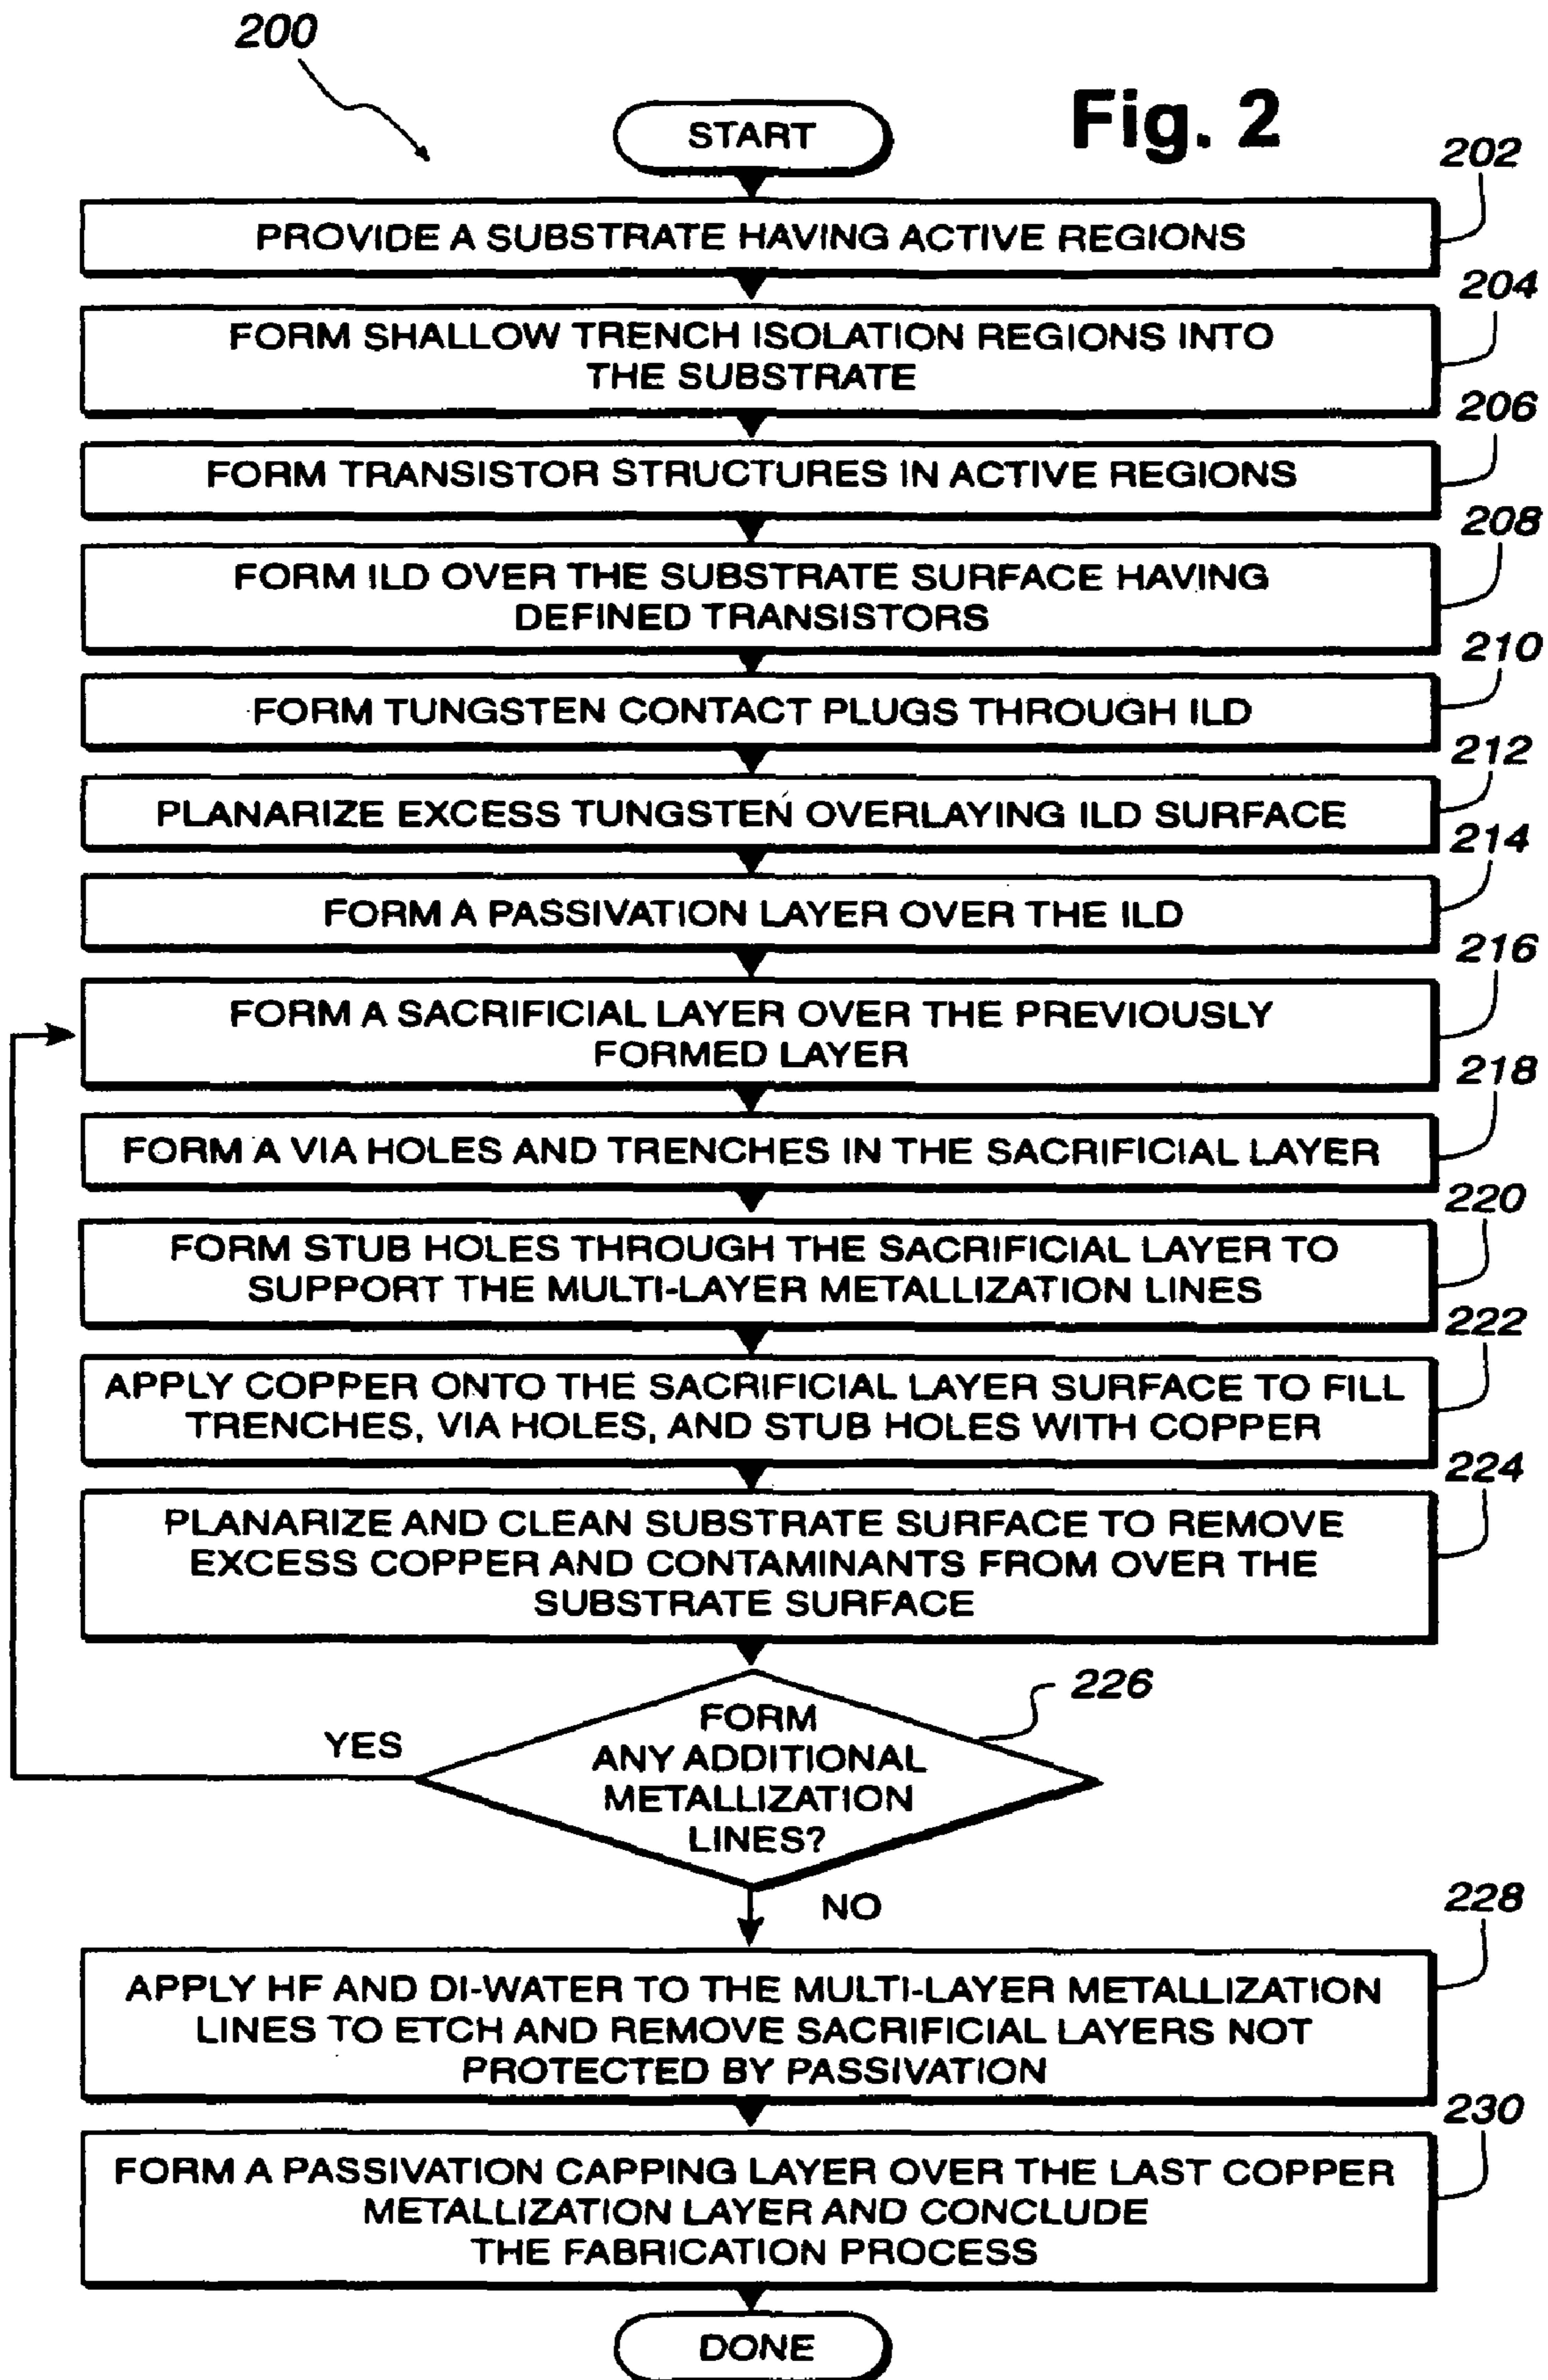 200
Fig. 2
START
202
PROVIDE A SUBSTRATE HAVING ACTIVE REGIONS
204
FORM SHALLOW TRENCH ISOLATION REGIONS INTO
THE SUBSTRATE
206
FORM TRANSISTOR STRUCTURES IN ACTIVE REGIONS
208
FORM ILD OVER THE SUBSTRATE SURFACE HAVING
DEFINED TRANSISTORS
210
FORM TUNGSTEN CONTACT PLUGS THROUGH ILD
212
PLANARIZE EXCESS TUNGSTEN OVERLAYING ILD SURFACE
214
FORM A PASSIVATION LAYER OVER THE ILD
216
FORM A SACRIFICIAL LAYER OVER THE PREVIOUSLY
FORMED LAYER
218
FORM A VIA HOLES AND TRENCHES IN THE SACRIFICIAL LAYER
220
FORM STUB HOLES THROUGH THE SACRIFICIAL LAYER TO
SUPPORT THE MULTI-LAYER METALLIZATION LINES
222
APPLY COPPER ONTO THE SACRIFICIAL LAYER SURFACE TO FILL
TRENCHES, VIA HOLES, AND STUB HOLES WITH COPPER
224
PLANARIZE AND CLEAN SUBSTRATE SURFACE TO REMOVE
EXCESS COPPER AND CONTAMINANTS FROM OVER THE
SUBSTRATE SURFACE
226
FORM
ANY ADDITIONAL
METALLIZATION
LINES?
YES
NO
228
APPLY HF AND DI-WATER TO THE MULTI-LAYER METALLIZATION
LINES TO ETCH AND REMOVE SACRIFICIAL LAYERS NOT
PROTECTED BY PASSIVATION
230
FORM A PASSIVATION CAPPING LAYER OVER THE LAST COPPER
METALLIZATION LAYER AND CONCLUDE
THE FABRICATION PROCESS
DONE